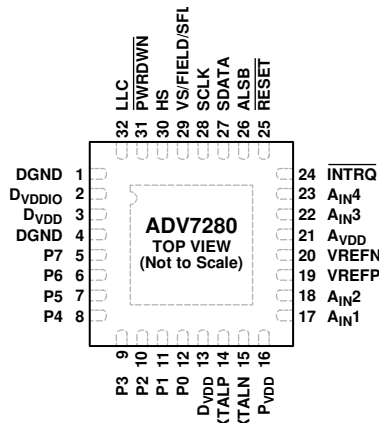 32 LLC
31 PWRDWN
30 HS
29 VS/FIELD/SFL
28 SCLK
27 SDATA
26 ALSB
25 RESET
DGND 1
DVDDIO 2
DVDD 3
DGND 4
P7 5
P6 6
P5 7
P4 8
ADV7280
TOP VIEW
(Not to Scale)
24 INTRQ
23 AIN4
22 AIN3
21 AVDD
20 VREFN
19 VREFP
18 AIN2
17 AIN1
P3 9
P2 10
P1 11
P0 12
DVDD 13
XTALP 14
XTALN 15
PVDD 16